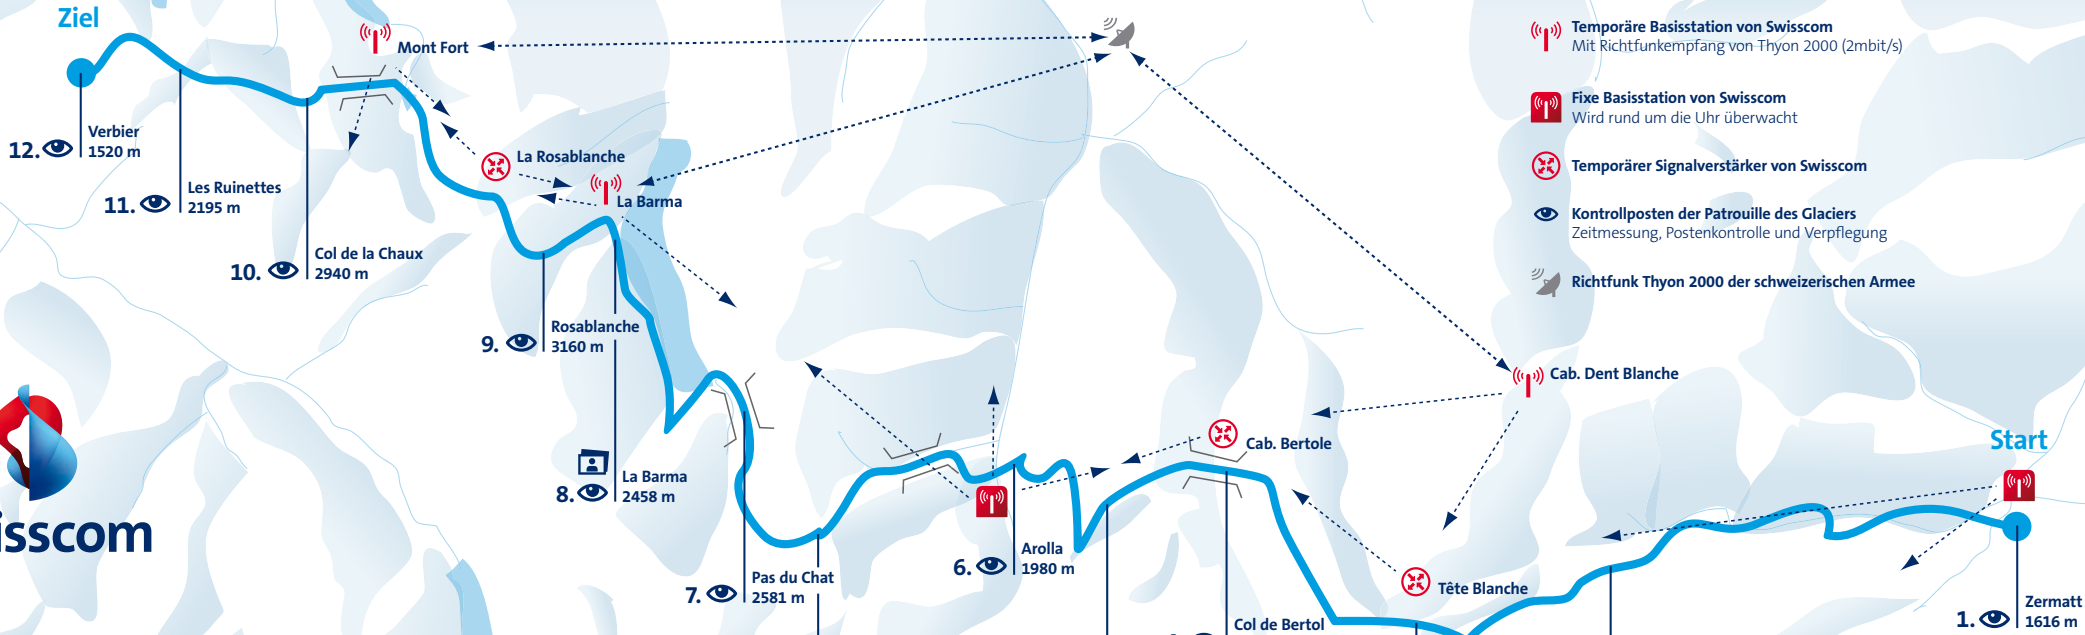 Ziel
Mont Fort
12.
Verbier
1520 m
11.
Les Ruinettes
2195 m
10.
Col de la Chaux
2940 m
La Rosablanche
La Barma
9.
Rosablanche
3160 m
8.
La Barma
2458 m
7.
Pas du Chat
2581 m
6.
Arolla
1980 m
Cab. Bertole
Col de Bertol
Tête Blanche
Cab. Dent Blanche
Start
1.
Zermatt
1616 m
Temporäre Basisstation von Swisscom
Mit Richtfunkempfang von Thyon 2000 (2mbit/s)
Fixe Basisstation von Swisscom
Wird rund um die Uhr überwacht
Temporärer Signalverstärker von Swisscom
Kontrollposten der Patrouille des Glaciers
Zeitmessung, Postenkontrolle und Verpflegung
Richtfunk Thyon 2000 der schweizerischen Armee
isscom